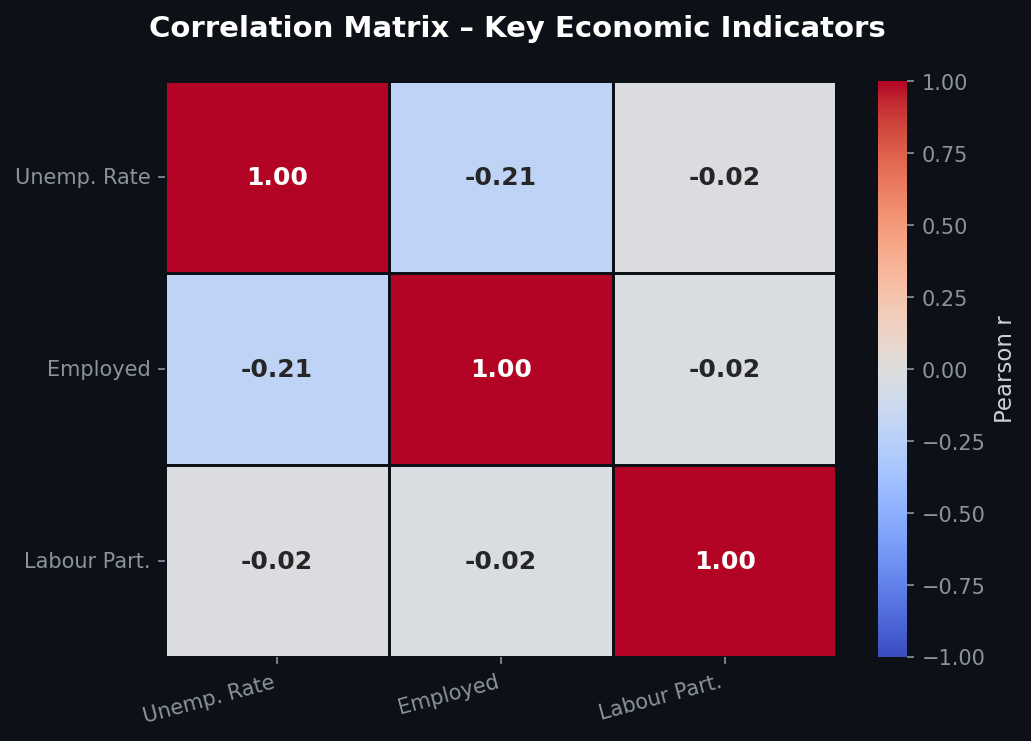 Correlation Matrix – Key Economic Indicators
Unemp. Rate
1.00
-0.21
-0.02
Employed
-0.21
1.00
-0.02
Labour Part.
-0.02
-0.02
1.00
Unemp. Rate
Employed
Labour Part.
1.00
0.75
0.50
0.25
0.00
−0.25
−0.50
−0.75
−1.00
Pearson r